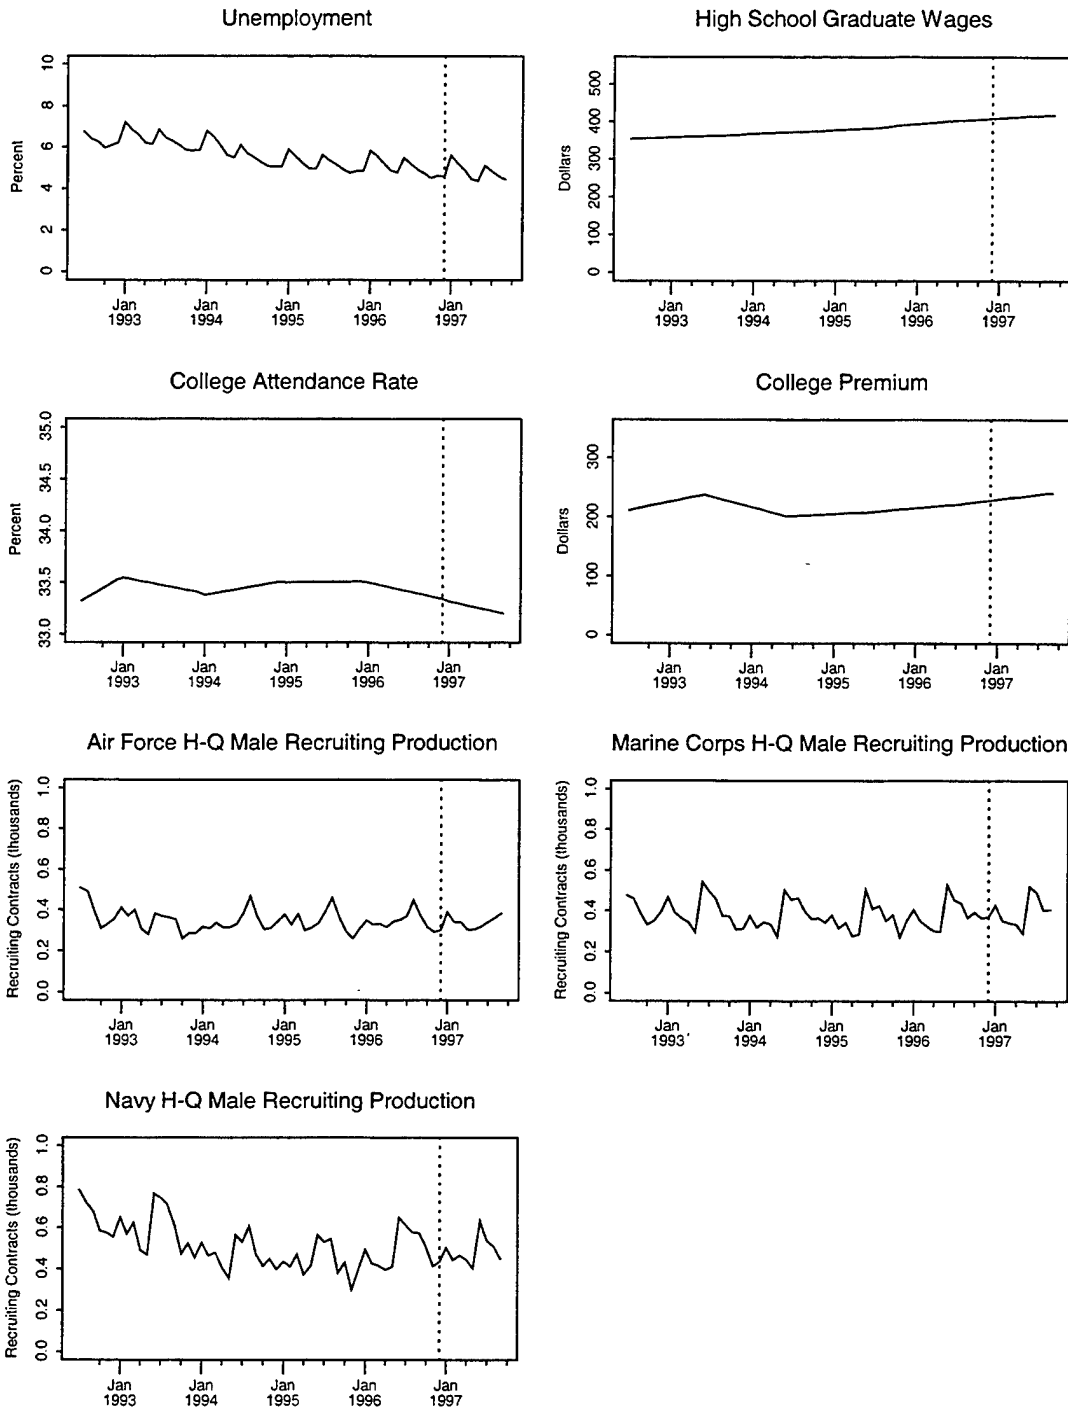 Unemployment
Percent
10
8
6
4
2
0
Jan
1993
Jan
1994
Jan
1995
Jan
1996
Jan
1997
High School Graduate Wages
Dollars
500
400
300
200
100
0
Jan
1993
Jan
1994
Jan
1995
Jan
1996
Jan
1997
College Attendance Rate
Percent
35.0
34.5
34.0
33.5
33.0
Jan
1993
Jan
1994
Jan
1995
Jan
1996
Jan
1997
College Premium
Dollars
300
200
100
0
Jan
1993
Jan
1994
Jan
1995
Jan
1996
Jan
1997
Air Force H-Q Male Recruiting Production
Recruiting Contracts (thousands)
1.0
0.8
0.6
0.4
0.2
0.0
Jan
1993
Jan
1994
Jan
1995
Jan
1996
Jan
1997
Marine Corps H-Q Male Recruiting Production
Recruiting Contracts (thousands)
1.0
0.8
0.6
0.4
0.2
0.0
Jan
1993
Jan
1994
Jan
1995
Jan
1996
Jan
1997
Navy H-Q Male Recruiting Production
Recruiting Contracts (thousands)
1.0
0.8
0.6
0.4
0.2
0.0
Jan
1993
Jan
1994
Jan
1995
Jan
1996
Jan
1997